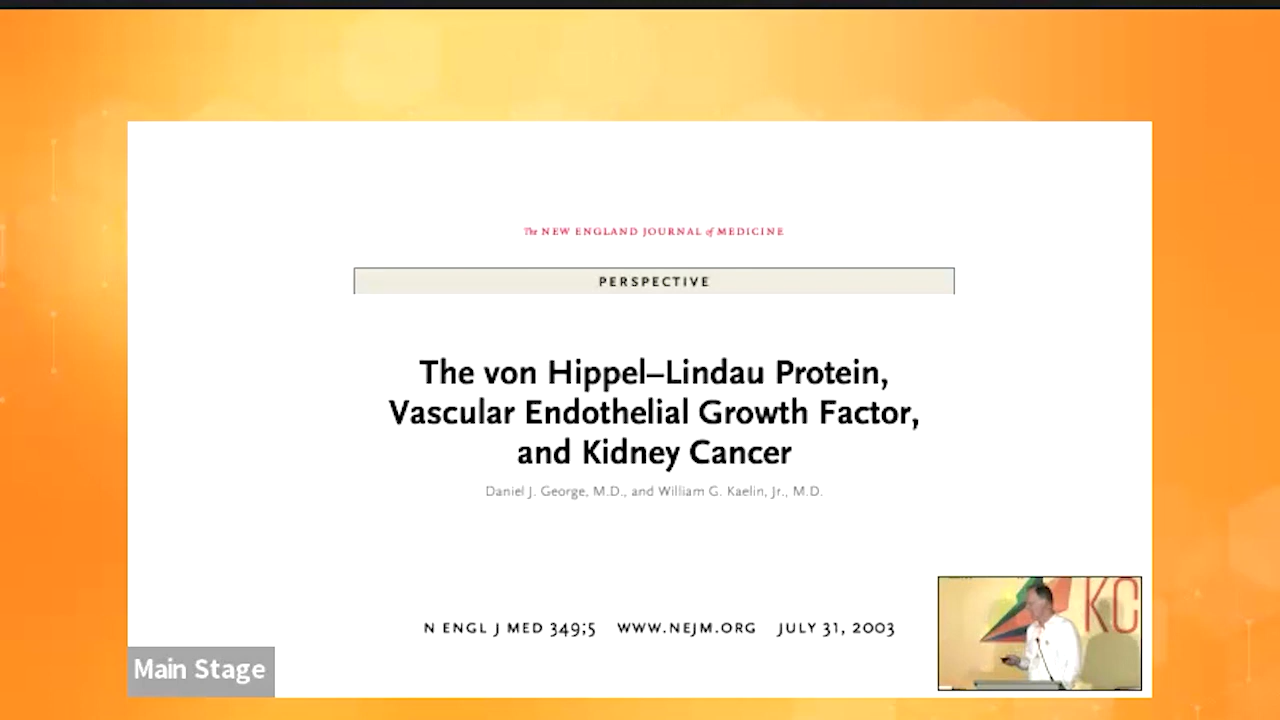 The NEW ENGLAND JOURNAL of MEDICINE
PERSPECTIVE
The von Hippel–Lindau Protein,
Vascular Endothelial Growth Factor,
and Kidney Cancer
Daniel J. George, M.D., and William G. Kaelin, Jr., M.D.
N ENGL J MED 349;5 WWW.NEJM.ORG JULY 31, 2003
Main Stage
KC